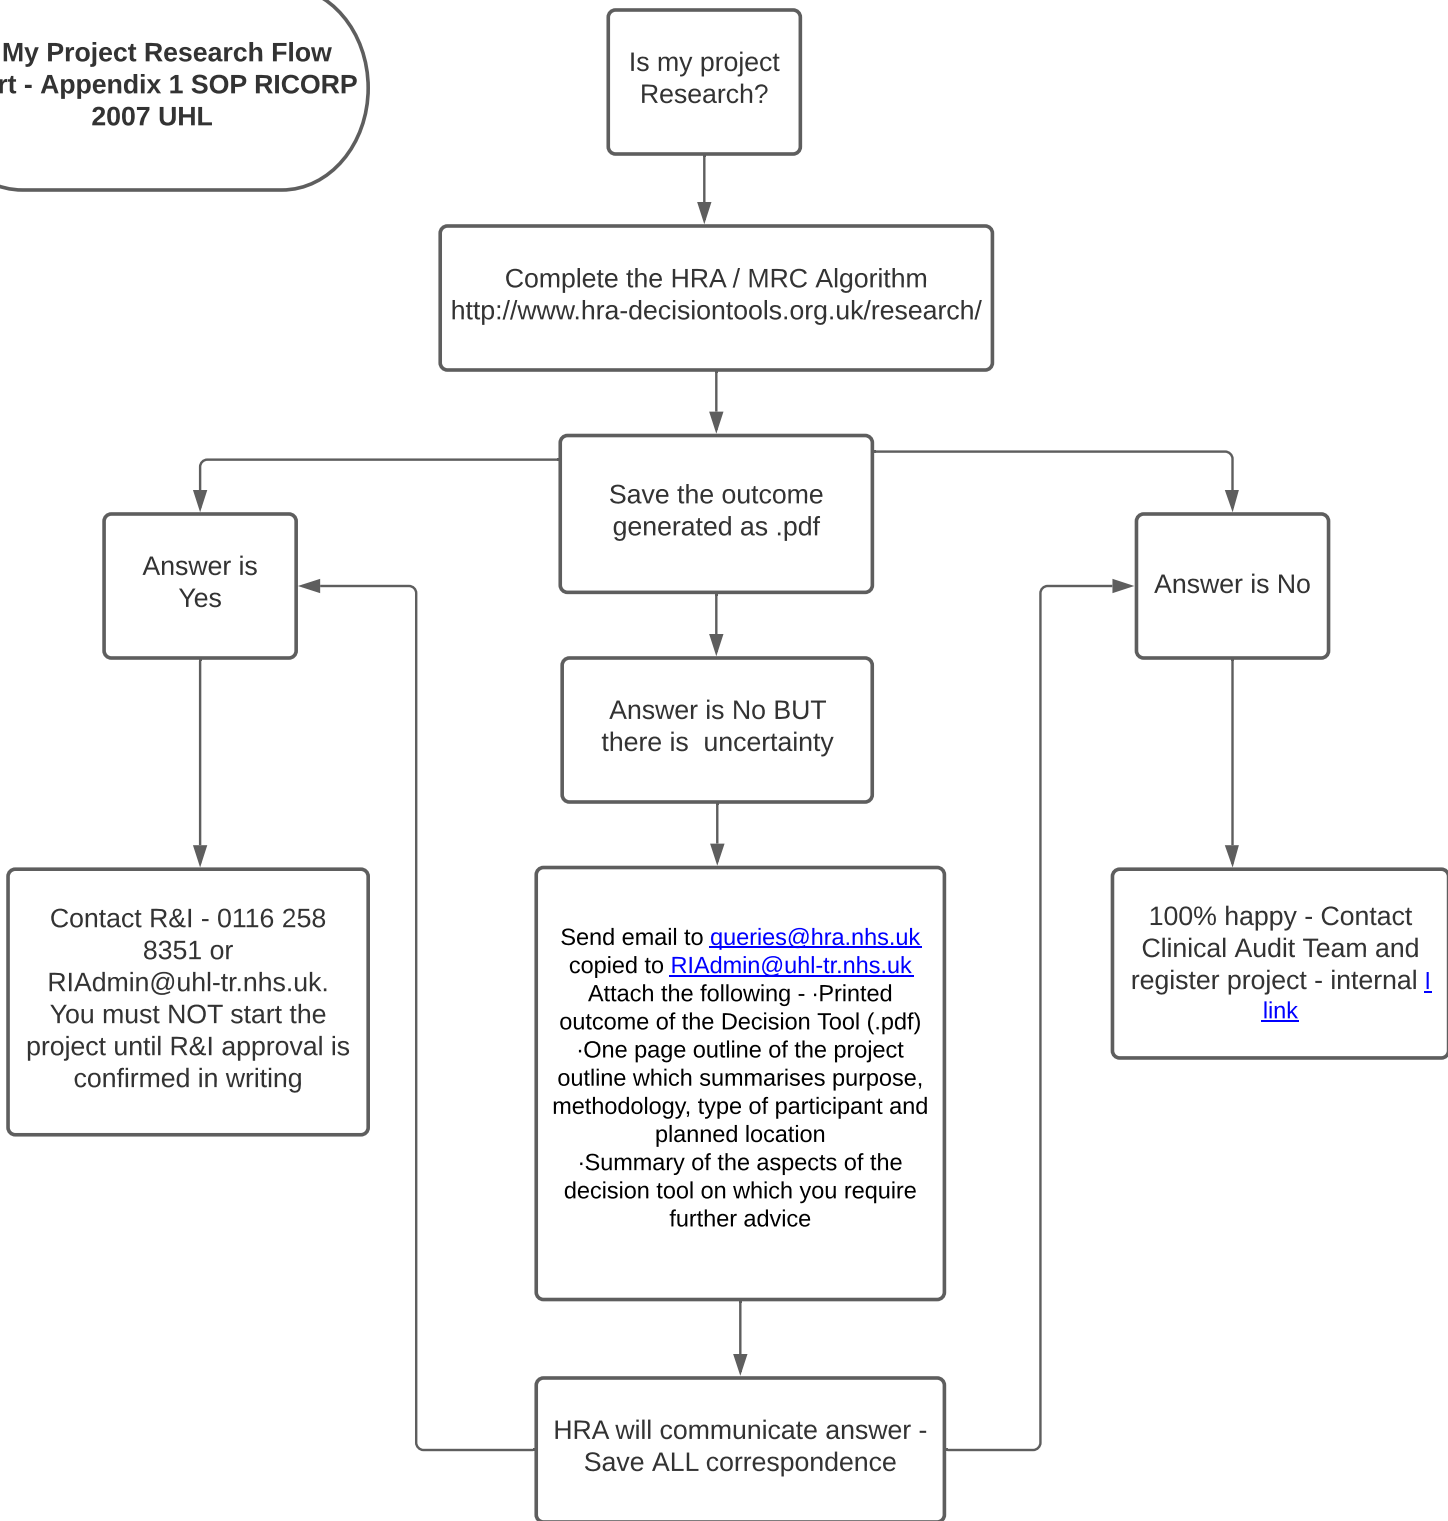 My Project Research Flow
rt - Appendix 1 SOP RICORP
2007 UHL
Is my project
Research?
Complete the HRA / MRC Algorithm
http://www.hra-decisiontools.org.uk/research/
Save the outcome
generated as .pdf
Answer is
Yes
Answer is No
Answer is No BUT
there is  uncertainty
Contact R&I - 0116 258
8351 or
RIAdmin@uhl-tr.nhs.uk.
You must NOT start the
project until R&I approval is
confirmed in writing
Send email to queries@hra.nhs.uk
copied to RIAdmin@uhl-tr.nhs.uk
Attach the following - ·Printed
outcome of the Decision Tool (.pdf)
·One page outline of the project
outline which summarises purpose,
methodology, type of participant and
planned location
·Summary of the aspects of the
decision tool on which you require
further advice
100% happy - Contact
Clinical Audit Team and
register project - internal l
link
HRA will communicate answer -
Save ALL correspondence